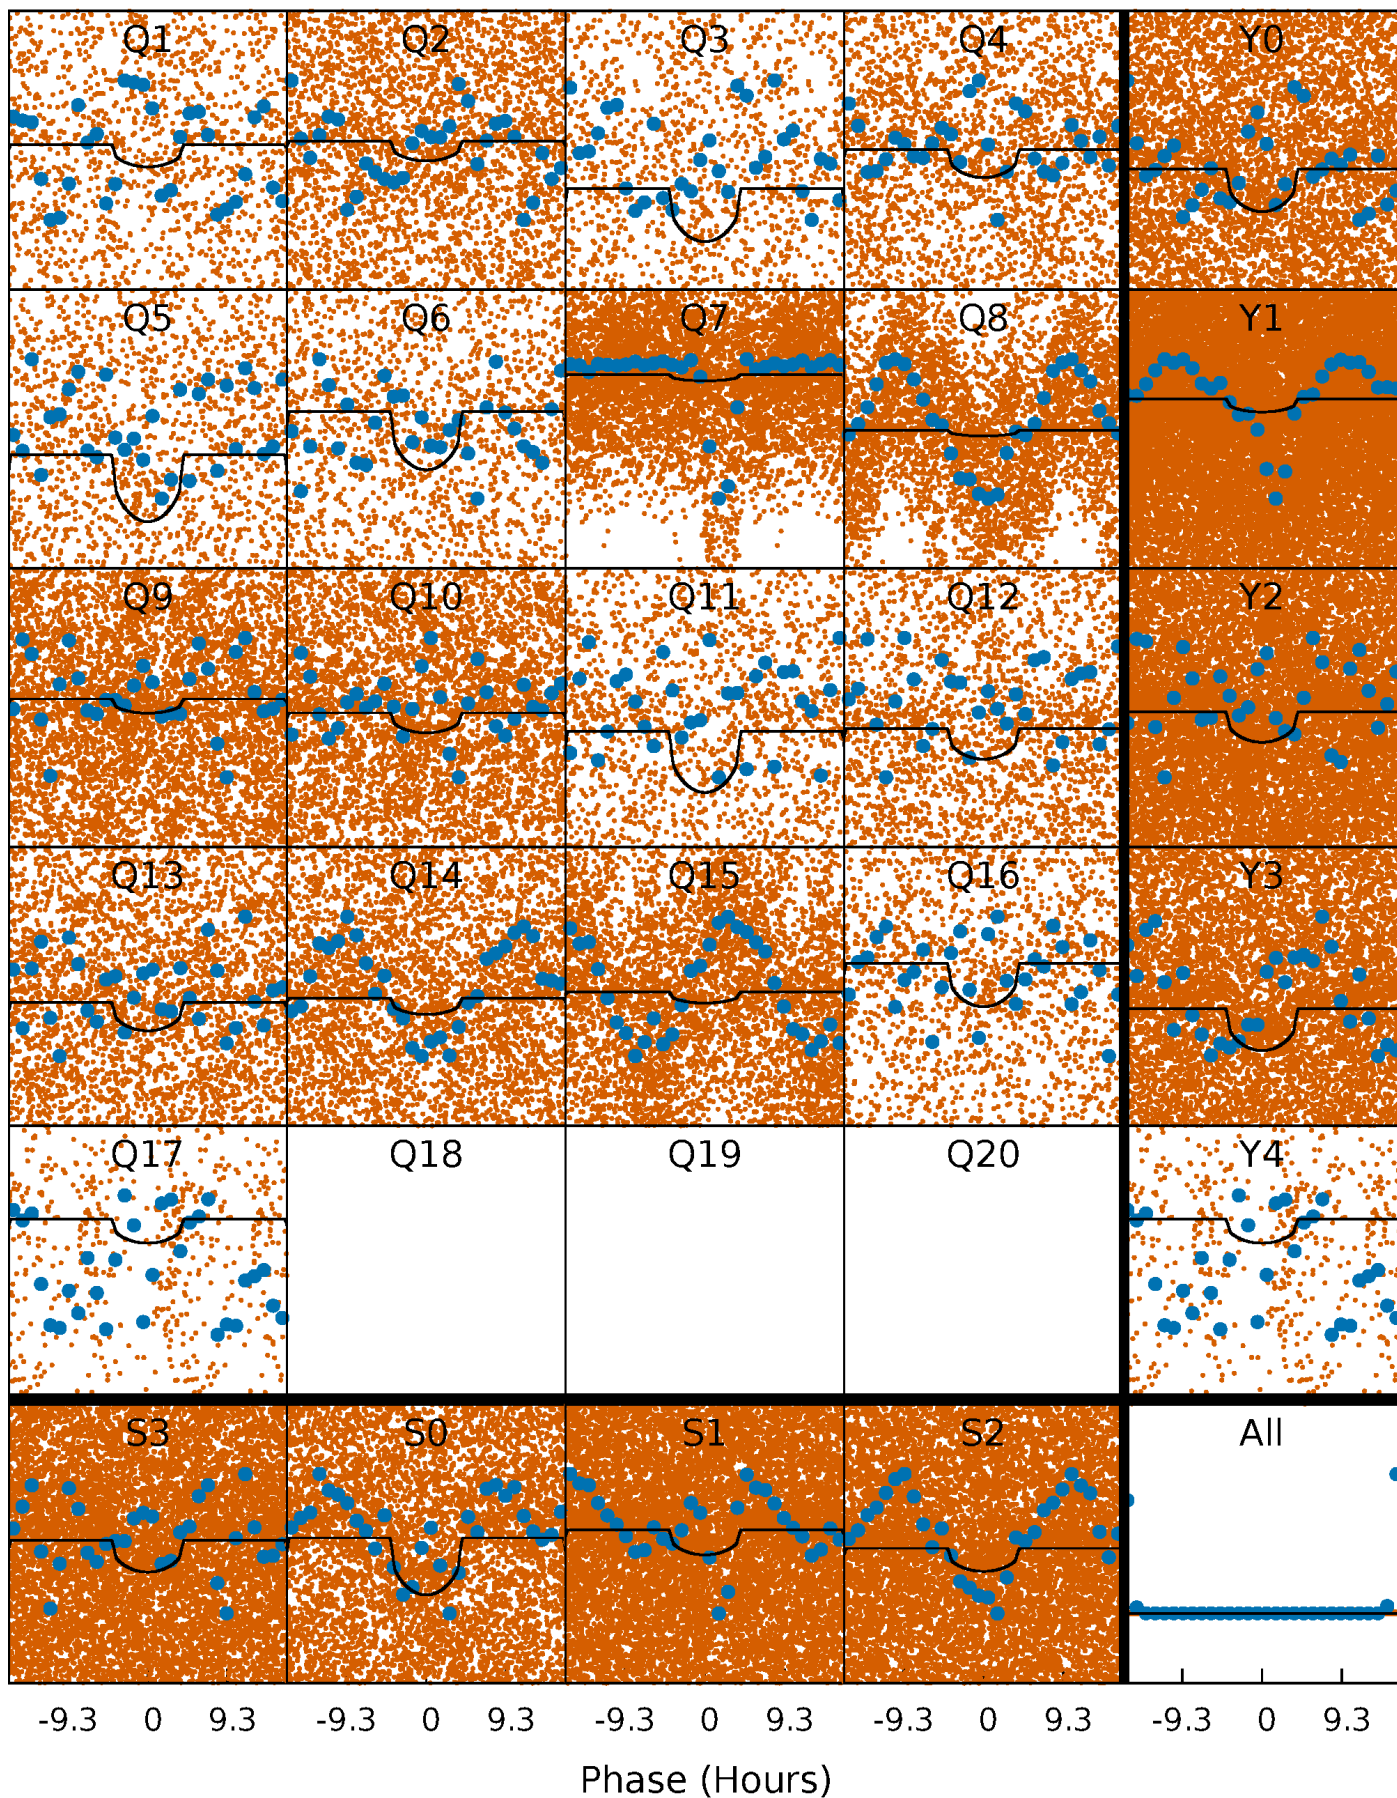 Q1 Q2 Q3 Q4 Y0
Q5 Q6 Q7 Q8 Y1
Q9 Q10 Q11 Q12 Y2
Q13 Q14 Q15 Q16 Y3
Q17 Q18 Q19 Q20 Y4
S3 S0 S1 S2 All
-9.3 0 9.3 -9.3 0 9.3 -9.3 0 9.3 -9.3 0 9.3 -9.3 0 9.3
Phase (Hours)